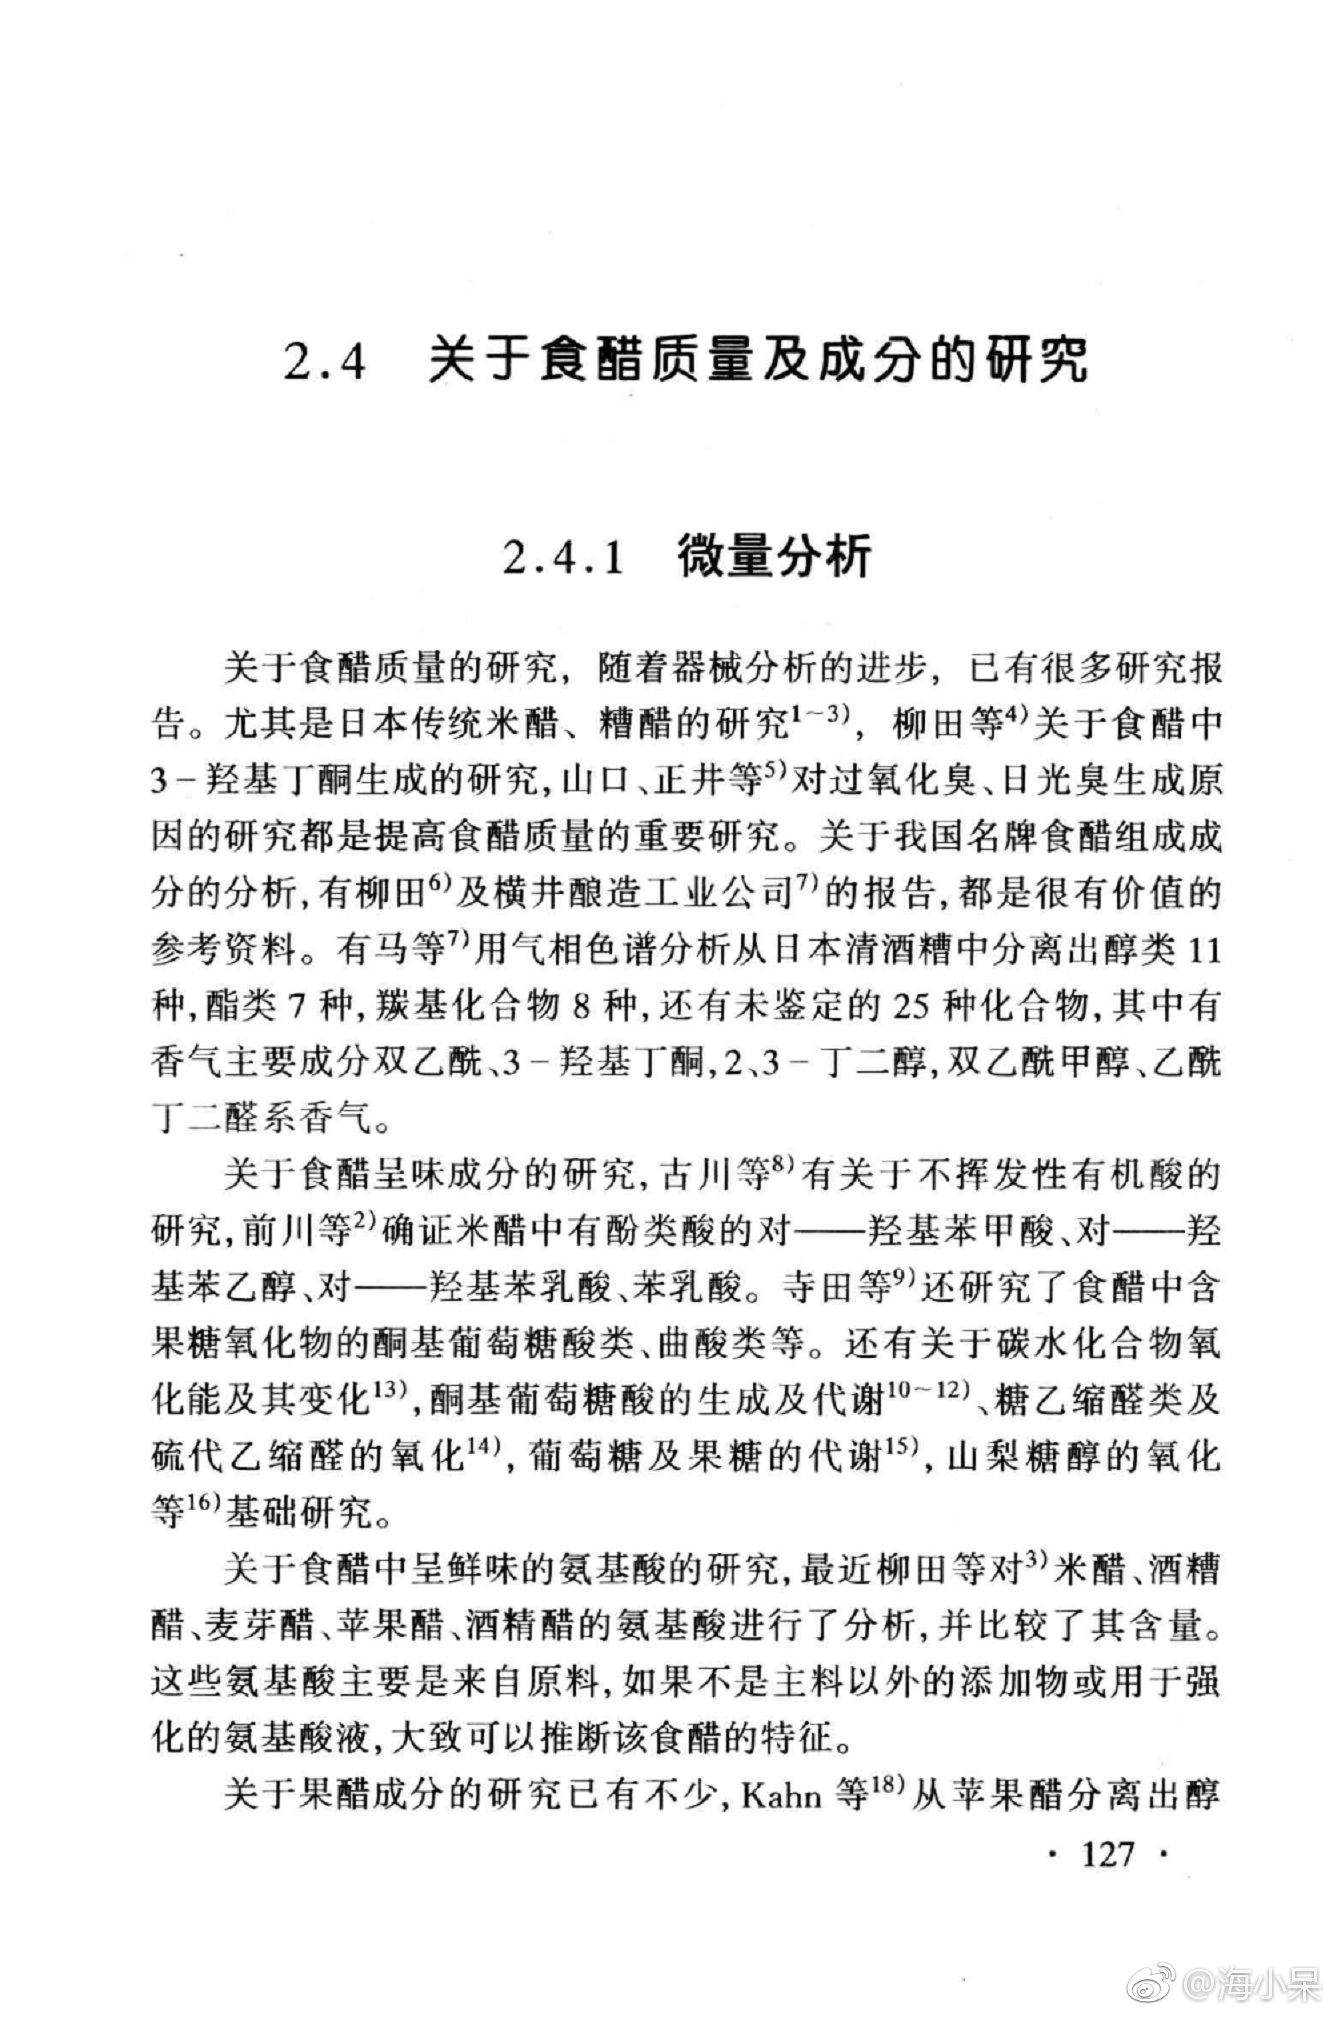 2.4 关于食醋质量及成分的研究
2.4.1 微量分析
关于食醋质量的研究，随着器械分析的进步，已有很多研究报
告。尤其是日本传统米醋、糟醋的研究1~3)，柳田等4)关于食醋中
3－羟基丁酮生成的研究,山口、正井等5)对过氧化臭、日光臭生成原
因的研究都是提高食醋质量的重要研究。关于我国名牌食醋组成成
分的分析,有柳田6)及横井酿造工业公司7)的报告,都是很有价值的
参考资料。有马等7)用气相色谱分析从日本清酒糟中分离出醇类 11
种,酯类 7 种,羰基化合物 8 种,还有未鉴定的 25 种化合物,其中有
香气主要成分双乙酰、3－羟基丁酮,2、3－丁二醇,双乙酰甲醇、乙酰
丁二醛系香气。
关于食醋呈味成分的研究,古川等8)有关于不挥发性有机酸的
研究,前川等2)确证米醋中有酚类酸的对——羟基苯甲酸、对——羟
基苯乙醇、对——羟基苯乳酸、苯乳酸。寺田等9)还研究了食醋中含
果糖氧化物的酮基葡萄糖酸类、曲酸类等。还有关于碳水化合物氧
化能及其变化13),酮基葡萄糖酸的生成及代谢10~12)、糖乙缩醛类及
硫代乙缩醛的氧化14),葡萄糖及果糖的代谢15),山梨糖醇的氧化
等16)基础研究。
关于食醋中呈鲜味的氨基酸的研究,最近柳田等对3)米醋、酒糟
醋、麦芽醋、苹果醋、酒精醋的氨基酸进行了分析,并比较了其含量。
这些氨基酸主要是来自原料,如果不是主料以外的添加物或用于强
化的氨基酸液,大致可以推断该食醋的特征。
关于果醋成分的研究已有不少,Kahn 等18)从苹果醋分离出醇
· 127 ·
@海小呆